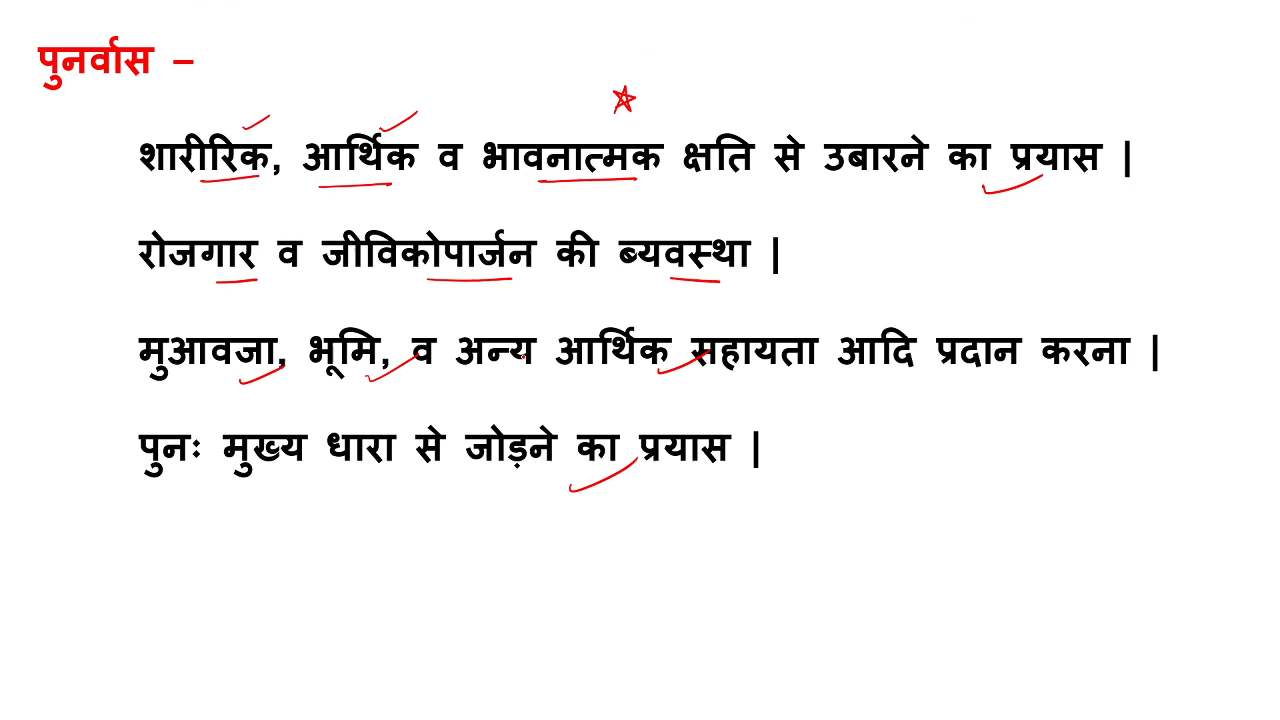 पुनर्वास –
शारीरिक, आर्थिक व भावनात्मक क्षति से उबारने का प्रयास |
रोजगार व जीविकोपार्जन की ब्यवस्था |
मुआवजा, भूमि, व अन्य आर्थिक सहायता आदि प्रदान करना |
पुनः मुख्य धारा से जोड़ने का प्रयास |